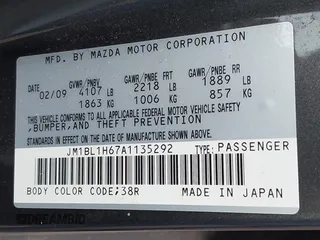 MFD. BY MAZDA MOTOR CORPORATION
GVWR/PNBV GAWR/PNBE FR GAWR/PNBE RR
02/09 4107 LB 2218 LB 1889 LB
1863 KG 1006 KG 857 KG
THIS VEHICLE CONFORMS TO ALL APPLICABLE FEDERAL MOTOR VEHICLE SAFETY
,BUMPER,AND THEFT PREVENTION
STANDARDS IN EFFECT ON THE DATE OF MANUFACTURE SHOWN ABOVE.
JM1BL1H67A1135292 TYPE:PASSENGER
BODY COLOR CODE;38R MADE IN JAPAN
DREAMBID